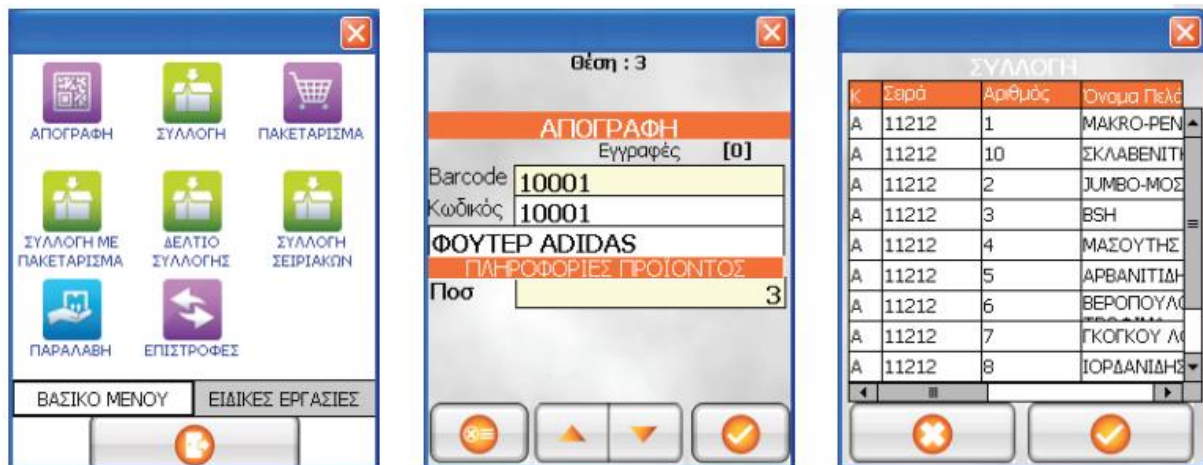 ΑΠΟΓΡΑΦΗ ΣΥΛΛΟΓΗ ΠΑΚΕΤΑΡΙΣΜΑ
ΣΥΛΛΟΓΗ ΜΕ ΠΑΚΕΤΑΡΙΣΜΑ ΔΕΛΤΙΟ ΣΥΛΛΟΓΗΣ ΣΥΛΛΟΓΗ ΣΕΙΡΙΑΚΩΝ
ΠΑΡΑΛΑΒΗ ΕΠΙΣΤΡΟΦΕΣ
ΒΑΣΙΚΟ ΜΕΝΟΥ ΕΙΔΙΚΕΣ ΕΡΓΑΣΙΕΣ
Θέση : 3
ΑΠΟΓΡΑΦΗ
Εγγραφές [0]
Barcode 10001
Κωδικός 10001
ΦΟΥΤΕΡ ADIDAS
ΠΛΗΡΟΦΟΡΙΕΣ ΠΡΟΪΟΝΤΟΣ
Ποσ 3
ΣΥΛΛΟΓΗ
Κ Σειρά Αριθμός Όνομα Πελά
Α 11212 1 MAKRO-PEN
Α 11212 10 ΣΚΛΑΒΕΝΙΤΗ
Α 11212 2 JUMBO-ΜΟΣ
Α 11212 3 BSH
Α 11212 4 ΜΑΣΟΥΤΗΣ
Α 11212 5 ΑΡΒΑΝΙΤΙΔΗ
Α 11212 6 ΒΕΡΟΠΟΥΛΟ
Α 11212 7 ΓΚΟΓΚΟΥ
Α 11212 8 ΙΟΡΔΑΝΙΔΗΣ